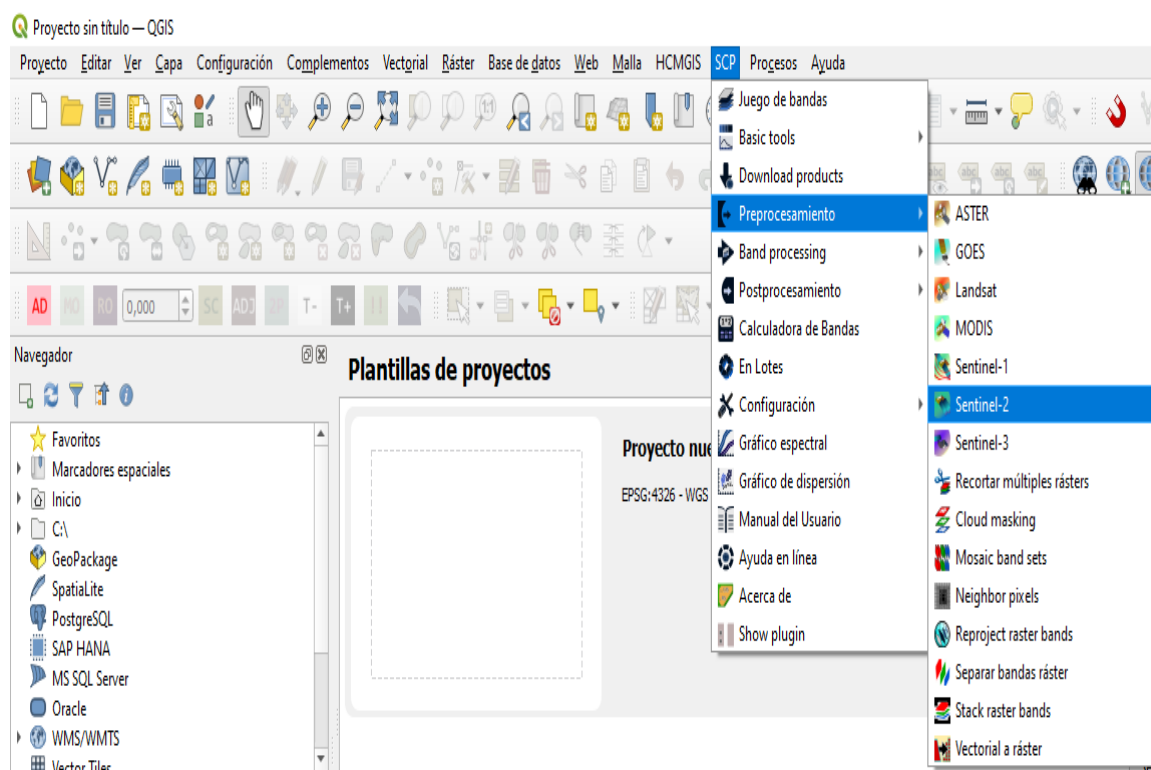 Proyecto sin título — QGIS
Proyecto Editar Ver Capa Configuración Complementos Vectorial Ráster Base de datos Web Malla HCMGIS SCP Procesos Ayuda
Juego de bandas
Basic tools
Download products
Preprocesamiento
Band processing
Postprocesamiento
Calculadora de Bandas
En Lotes
Configuración
Gráfico espectral
Gráfico de dispersión
Manual del Usuario
Ayuda en línea
Acerca de
Show plugin
ASTER
GOES
Landsat
MODIS
Sentinel-1
Sentinel-2
Sentinel-3
Recortar múltiples rásters
Cloud masking
Mosaic band sets
Neighbor pixels
Reproject raster bands
Separar bandas ráster
Stack raster bands
Vectorial a ráster
AD MO RO 0,000 SC ADJ T- T+
Navegador
Favoritos
Marcadores espaciales
Inicio
C:\
GeoPackage
SpatiaLite
PostgreSQL
SAP HANA
MS SQL Server
Oracle
WMS/WMTS
Vector Tiles
Plantillas de proyectos
Proyecto nue
EPSG:4326 - WGS